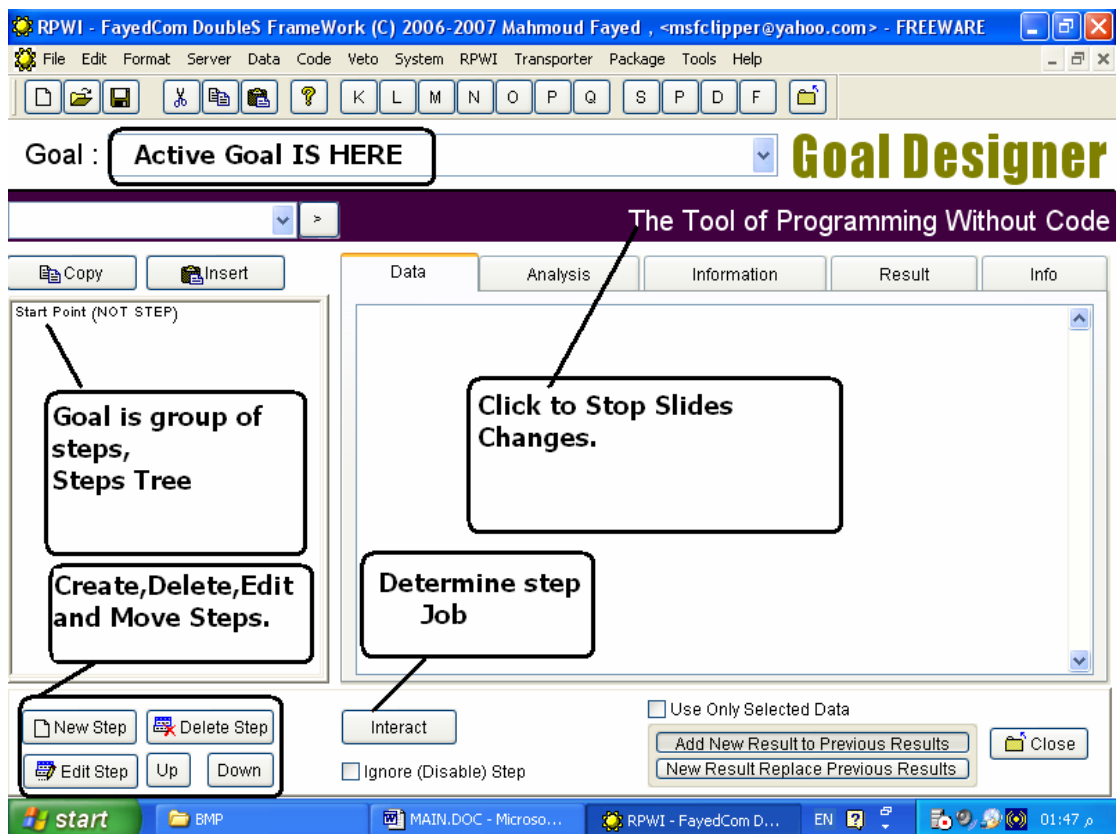 RPWI - FayedCom DoubleS FrameWork (C) 2006-2007 Mahmoud Fayed , <msfclipper@yahoo.com> - FREEWARE
File Edit Format Server Data Code Veto System RPWI Transporter Package Tools Help
K L M N O P Q S P D F
Goal : Active Goal IS HERE Goal Designer
> The Tool of Programming Without Code
Copy Insert Data Analysis Information Result Info
Start Point (NOT STEP)
Goal is group of
steps,
Steps Tree
Click to Stop Slides
Changes.
Create,Delete,Edit
and Move Steps.
Determine step
Job
New Step Delete Step Interact Use Only Selected Data
Add New Result to Previous Results Close
Edit Step Up Down Ignore (Disable) Step New Result Replace Previous Results
start BMP MAIN.DOC - Microso... RPWI - FayedCom D... EN 01:47 م